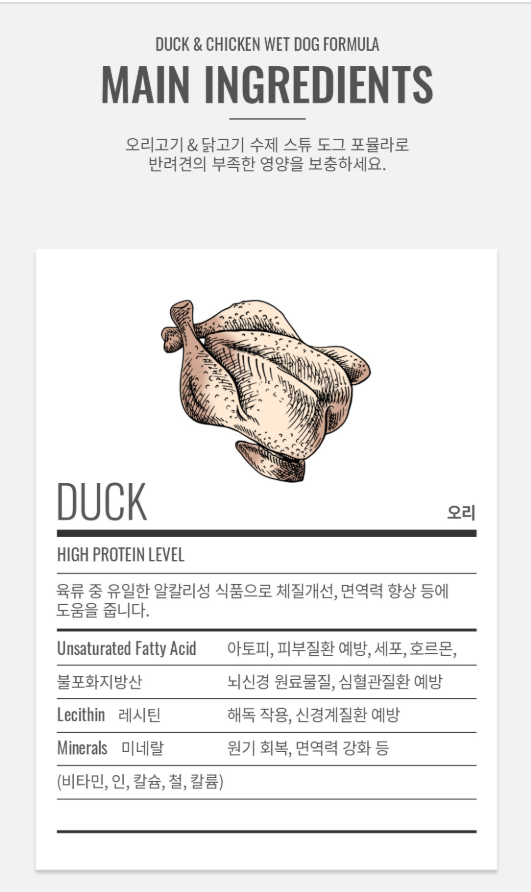 DUCK & CHICKEN WET DOG FORMULA
MAIN INGREDIENTS
오리고기 & 닭고기 수제 스튜 도그 포뮬라로
반려견의 부족한 영양을 보충하세요.
DUCK 오리
HIGH PROTEIN LEVEL
육류 중 유일한 알칼리성 식품으로 체질개선, 면역력 향상 등에
도움을 줍니다.
Unsaturated Fatty Acid 아토피, 피부질환 예방, 세포, 호르몬,
불포화지방산 뇌신경 원료물질, 심혈관질환 예방
Lecithin 레시틴 해독 작용, 신경계질환 예방
Minerals 미네랄 원기 회복, 면역력 강화 등
(비타민, 인, 칼슘, 철, 칼륨)